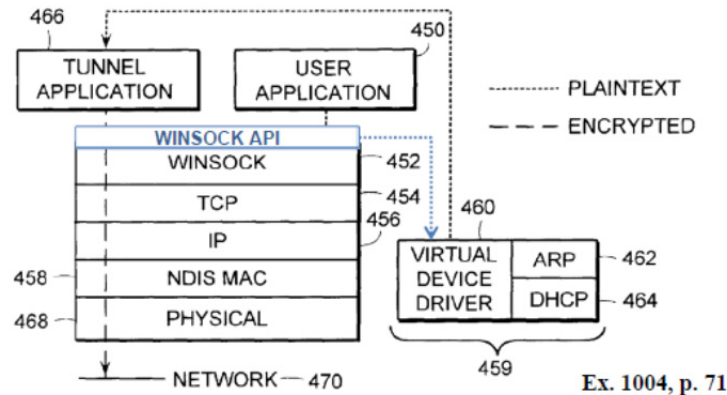 466
450
TUNNEL
APPLICATION
USER
APPLICATION
PLAINTEXT
ENCRYPTED
WINSOCK API
WINSOCK
452
TCP
454
456
IP
460
458
NDIS MAC
VIRTUAL
DEVICE
DRIVER
ARP
462
DHCP
464
468
PHYSICAL
459
NETWORK
470
Ex. 1004, p. 71